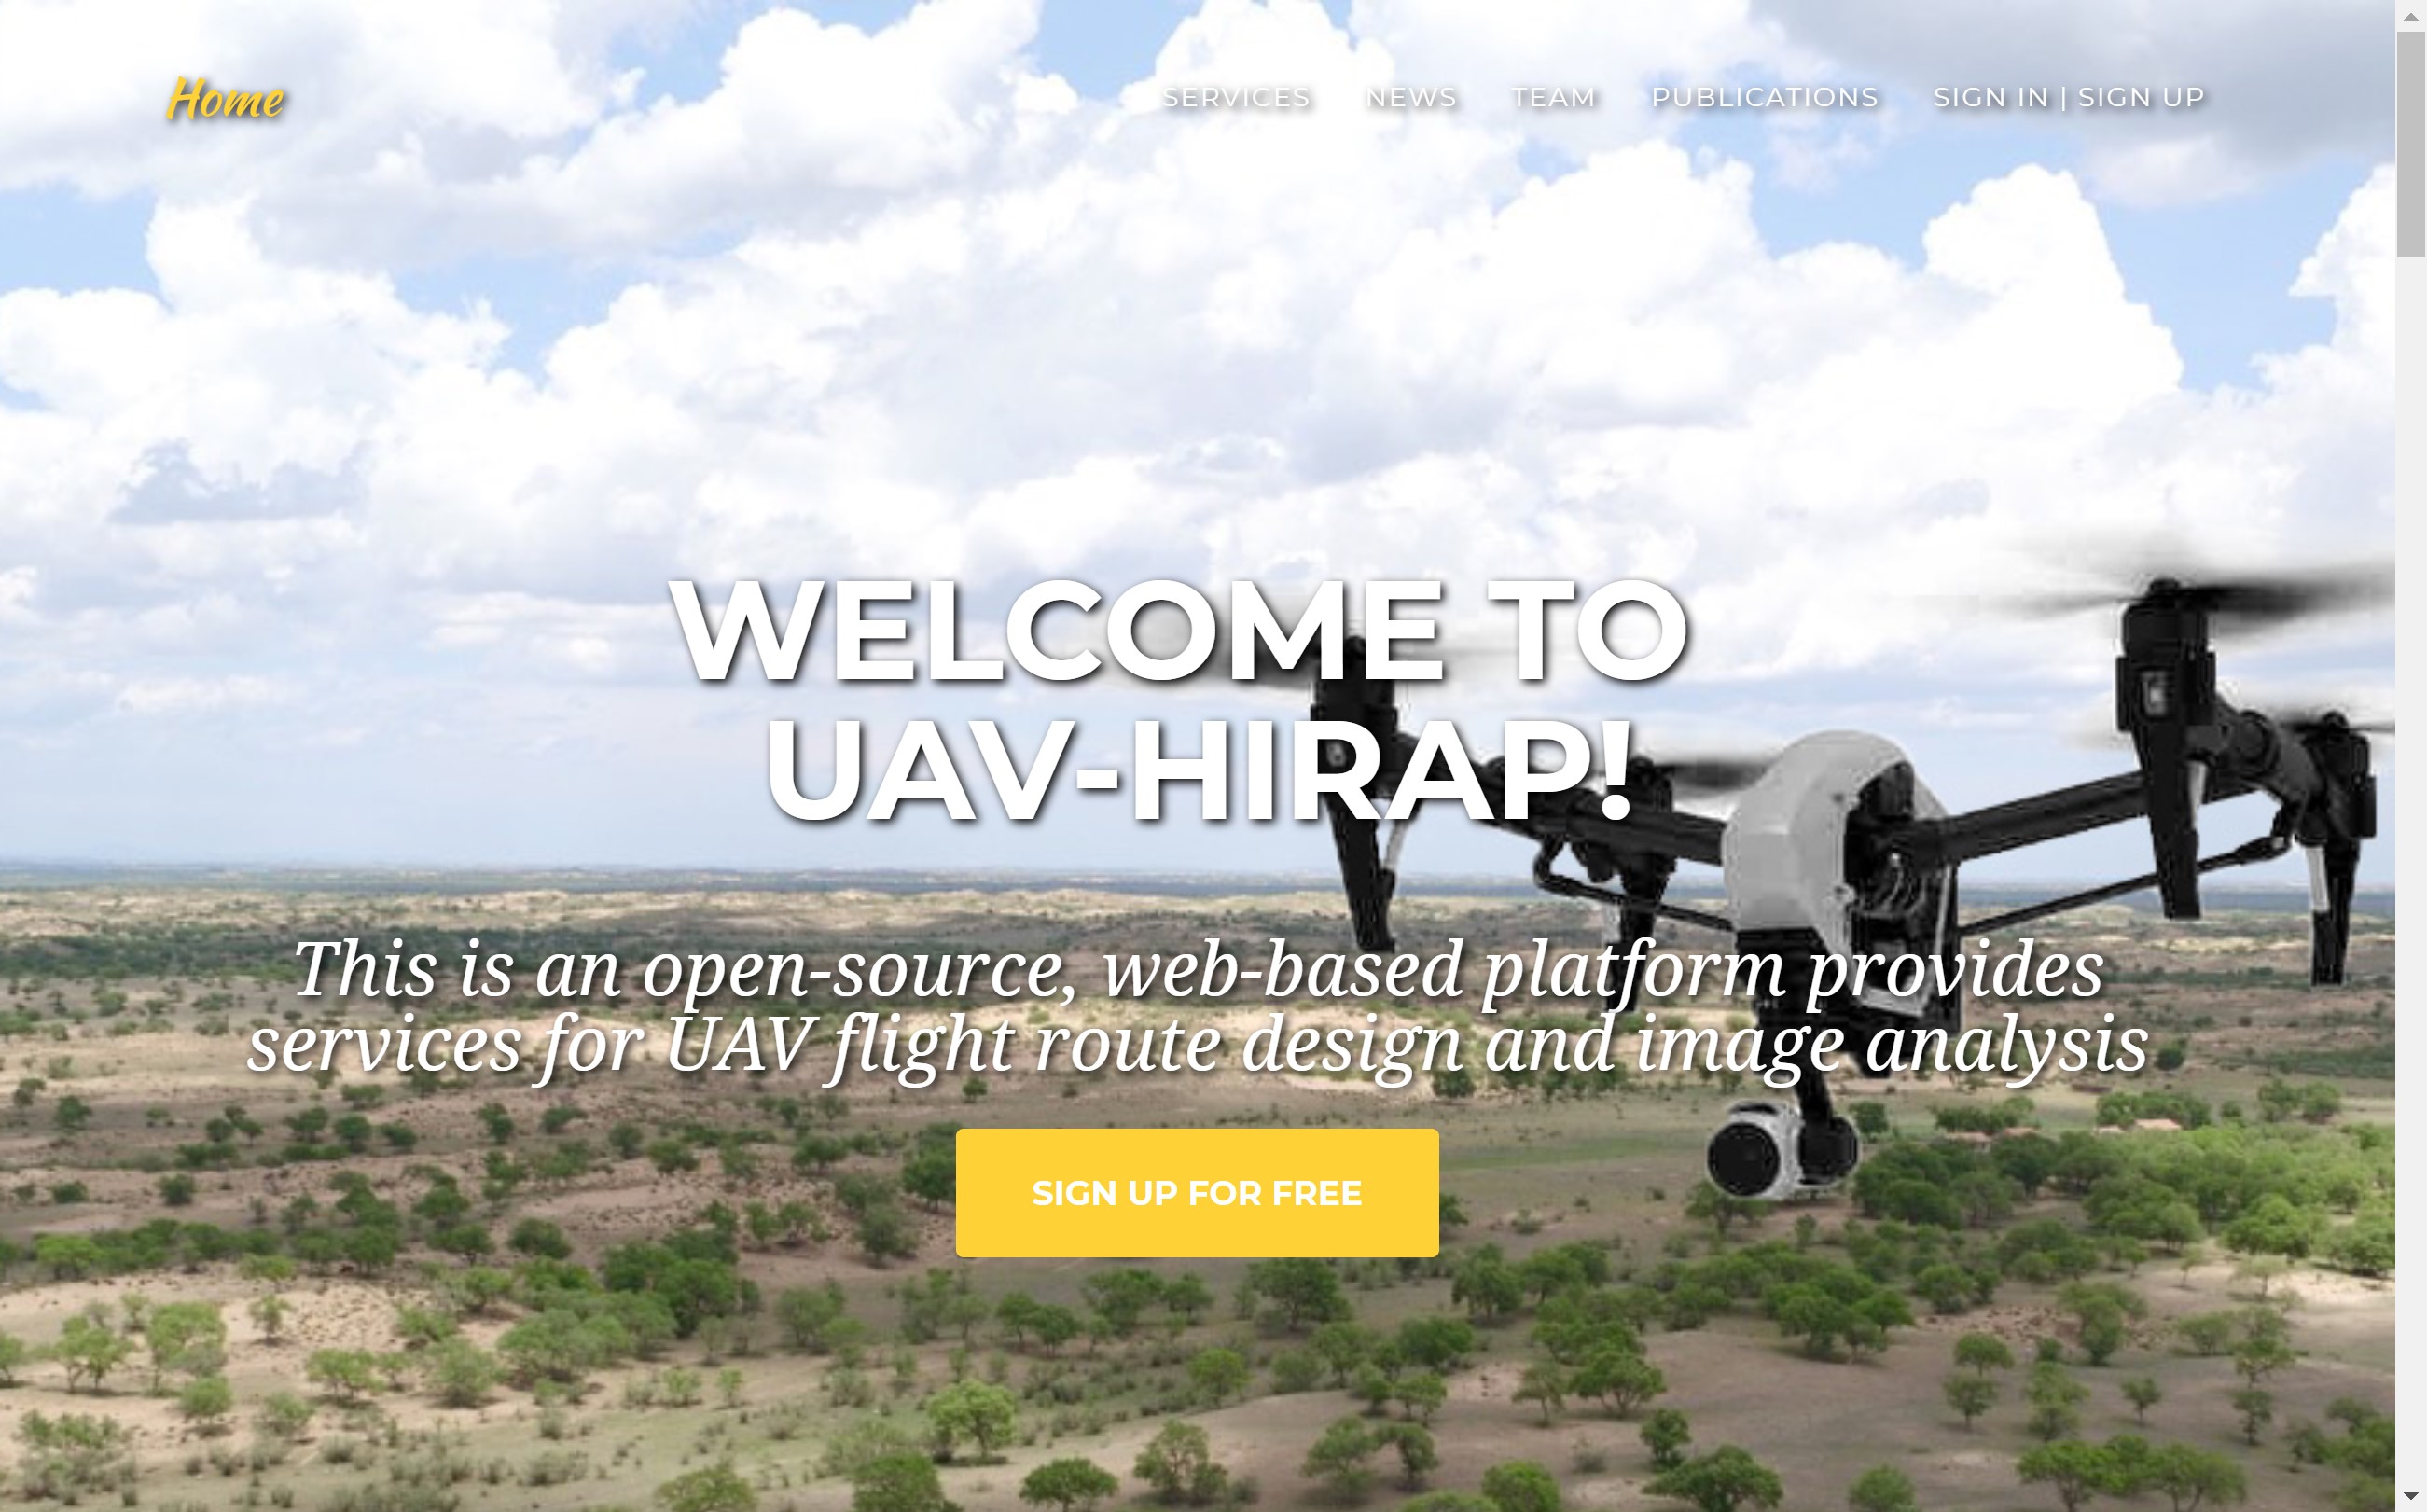 Home
SERVICES NEWS TEAM PUBLICATIONS SIGN IN | SIGN UP
WELCOME TO
UAV-HIRAP!
This is an open-source, web-based platform provides
services for UAV flight route design and image analysis
SIGN UP FOR FREE